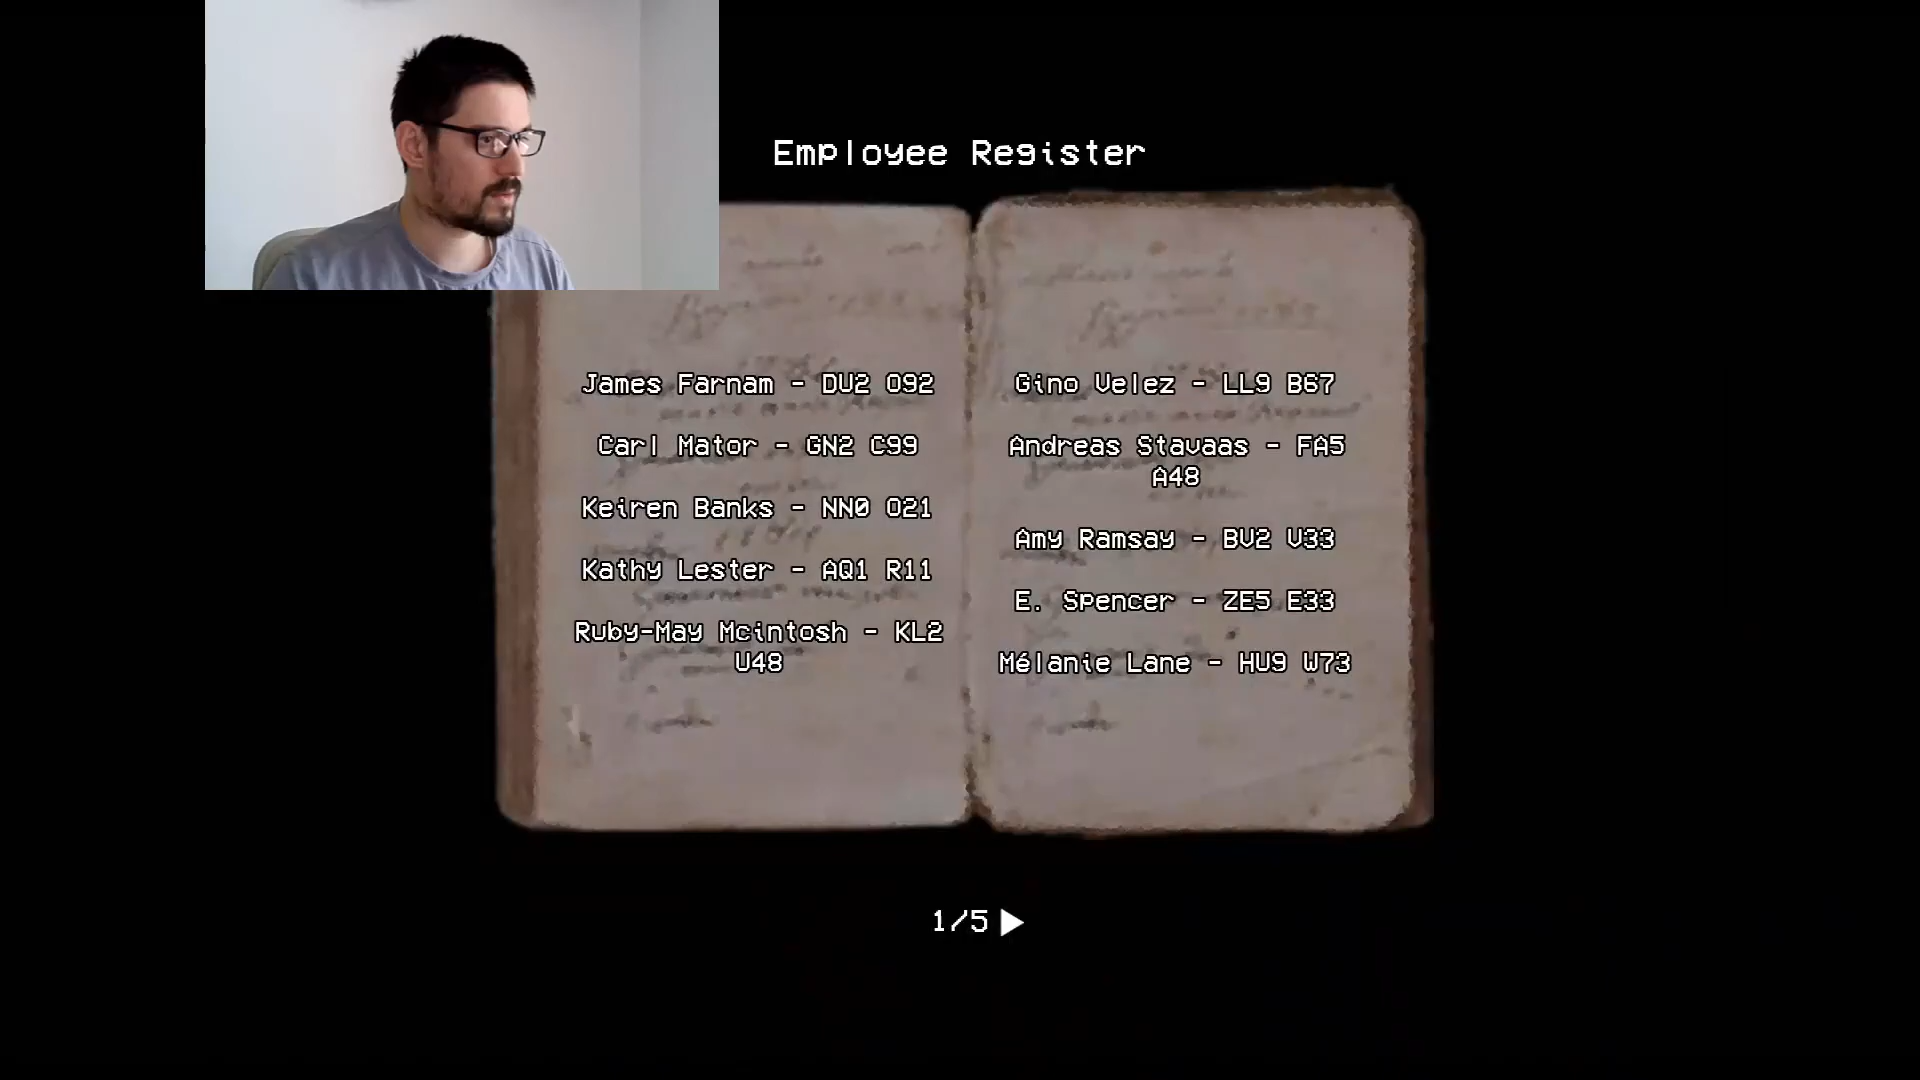 Employee Register
James Farnam - DU2 O92
Carl Mator - GN2 C99
Keiren Banks - NN0 O21
Kathy Lester - AQ1 R11
Ruby-May Mcintosh - KL2
U48
Gino Velez - LL9 B67
Andreas Stavaas - FA5
A48
Amy Ramsay - BV2 V33
E. Spencer - ZE5 E33
Mélanie Lane - HU9 W73
1/5